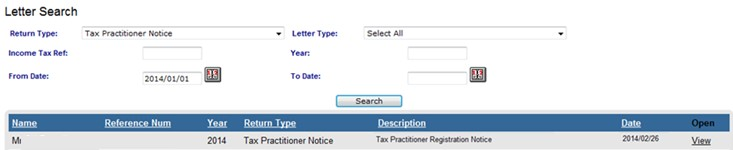 Letter Search
Return Type: Tax Practitioner Notice Letter Type: Select All
Income Tax Ref: Year:
From Date: 2014/01/01 To Date:
Search
Name Reference Num Year Return Type Description Date Open
2014 Tax Practitioner Notice Tax Practitioner Registration Notice 2014/02/26 View